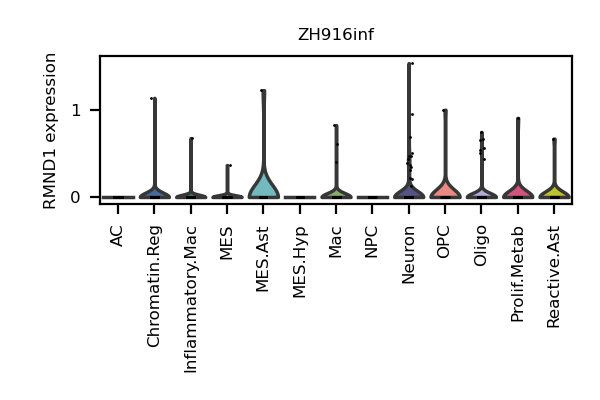 ZH916inf
RMND1 expression
1
0
AC
Chromatin.Reg
Inflammatory.Mac
MES
MES.Ast
MES.Hyp
Mac
NPC
Neuron
OPC
Oligo
Prolif.Metab
Reactive.Ast